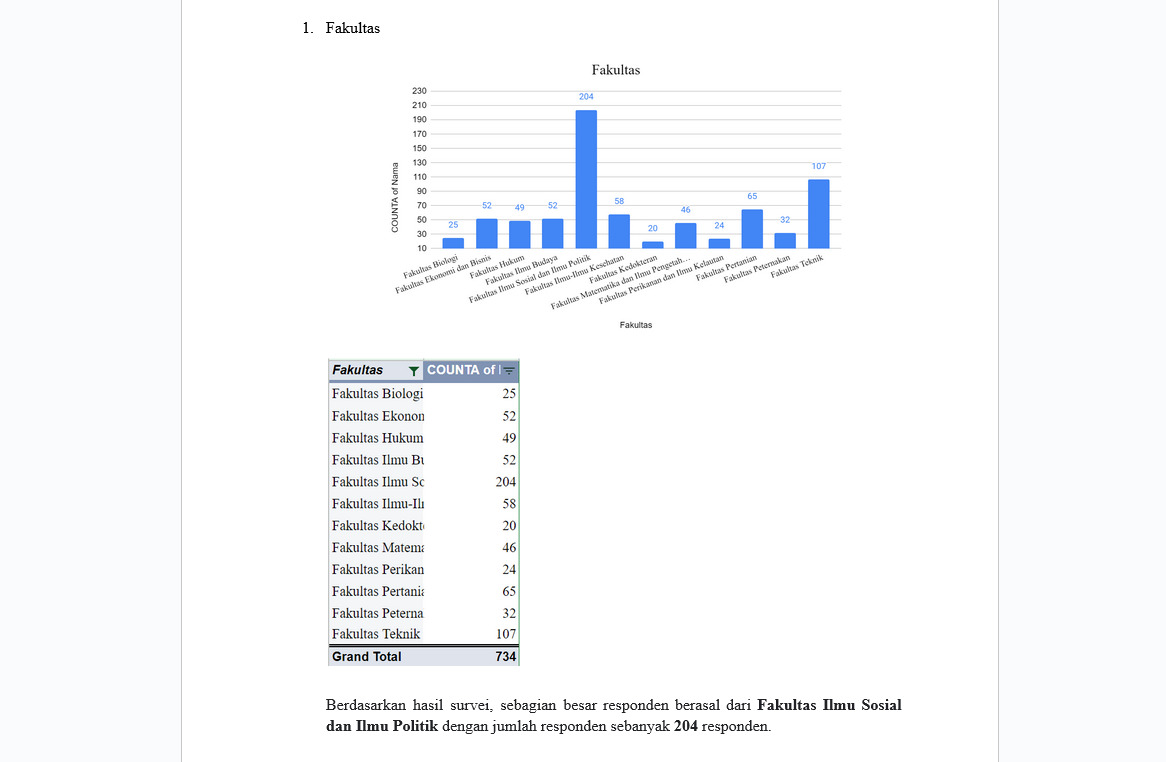 1. Fakultas
Fakultas
230
210
190
170
150
130
110
90
70
50
30
10
COUNTA of Nama
25
52
49
52
204
58
20
46
24
65
32
107
Fakultas Biologi
Fakultas Ekonomi dan Bisnis
Fakultas Hukum
Fakultas Ilmu Budaya
Fakultas Ilmu Sosial dan Ilmu Politik
Fakultas Ilmu-Ilmu Kesehatan
Fakultas Kedokteran
Fakultas Matematika dan Ilmu Pengetah...
Fakultas Perikanan dan Ilmu Kelautan
Fakultas Pertanian
Fakultas Peternakan
Fakultas Teknik
Fakultas
Fakultas COUNTA of
Fakultas Biologi 25
Fakultas Ekonon 52
Fakultas Hukum 49
Fakultas Ilmu Bu 52
Fakultas Ilmu So 204
Fakultas Ilmu-Ilm 58
Fakultas Kedokte 20
Fakultas Matema 46
Fakultas Perikan 24
Fakultas Pertania 65
Fakultas Peterna 32
Fakultas Teknik 107
Grand Total 734
Berdasarkan hasil survei, sebagian besar responden berasal dari Fakultas Ilmu Sosial
dan Ilmu Politik dengan jumlah responden sebanyak 204 responden.